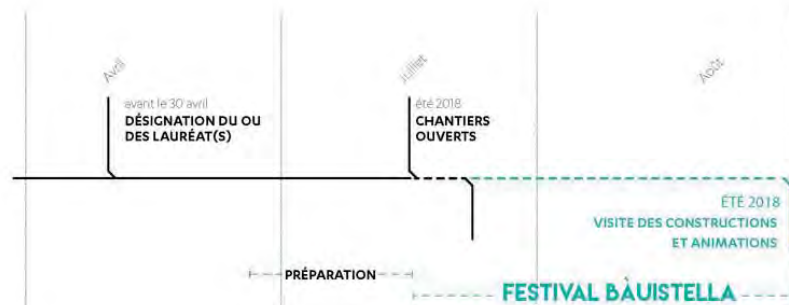 Avril
Juillet
Août
avant le 30 avril
DÉSIGNATION DU OU
DES LAURÉAT(S)
été 2018
CHANTIERS
OUVERTS
ÉTÉ 2018
VISITE DES CONSTRUCTIONS
ET ANIMATIONS
PRÉPARATION
FESTIVAL BÀUISTELLA